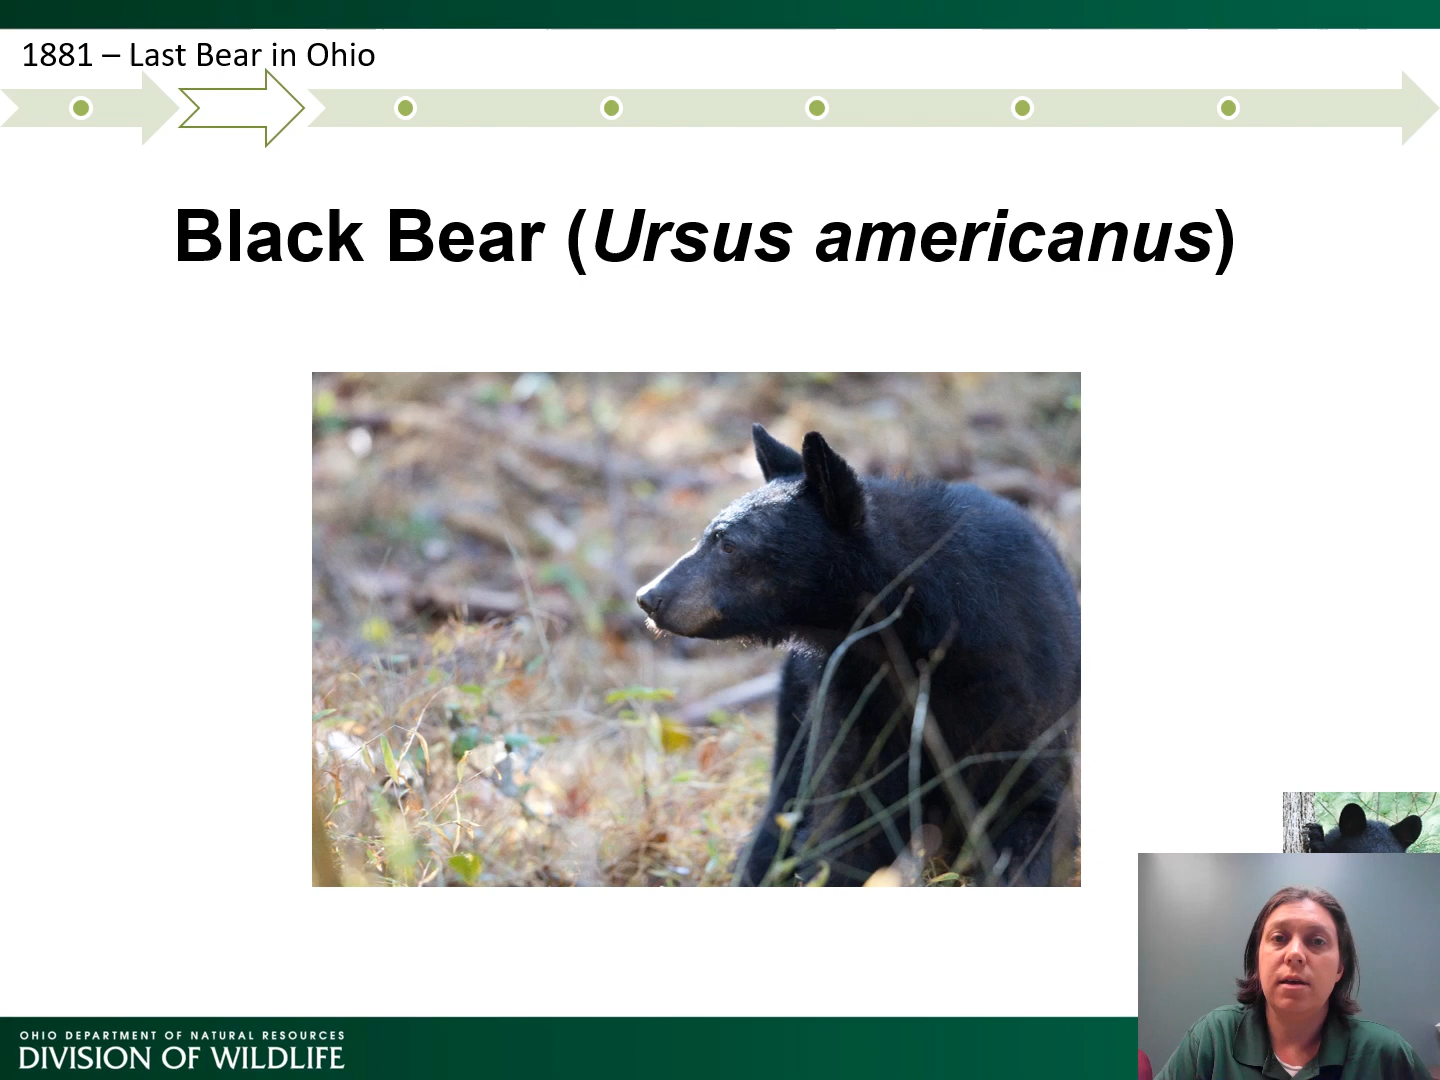 1881 – Last Bear in Ohio
Black Bear (Ursus americanus)
OHIO DEPARTMENT OF NATURAL RESOURCES
DIVISION OF WILDLIFE